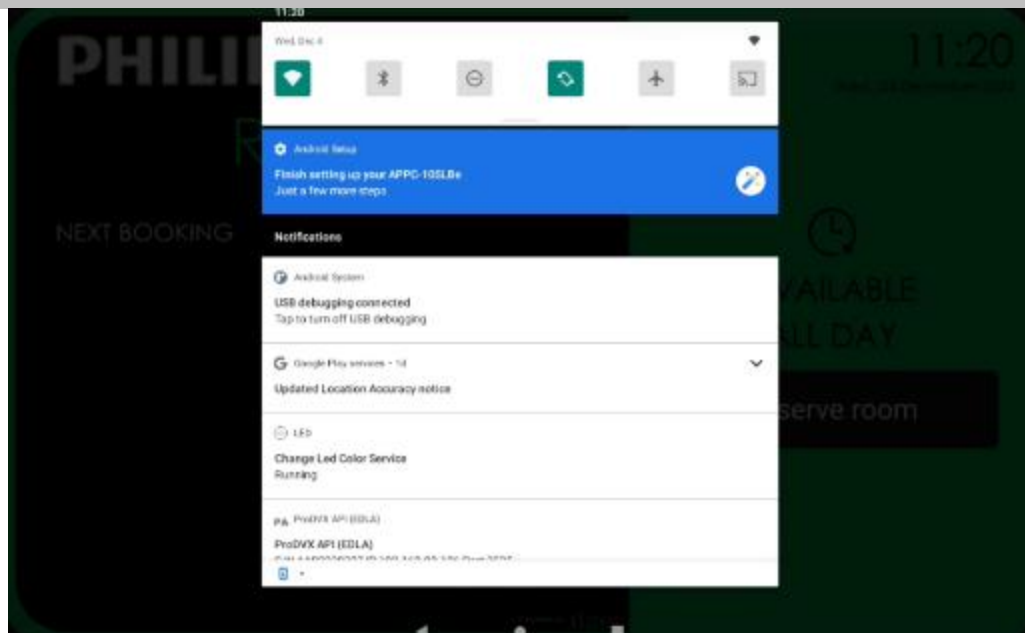 11:20
Wed, Dec 4
PHILI
11:20
Android Setup
Finish setting up your APPC-10SLBe
Just a few more steps
NEXT BOOKING
Notifications
Android System
USB debugging connected
Tap to turn off USB debugging
VAILABLE
LL DAY
Google Play services • 1d
Updated Location Accuracy notice
serve room
LED
Change Led Color Service
Running
PA ProDVX API (EDLA)
ProDVX API (EDLA)